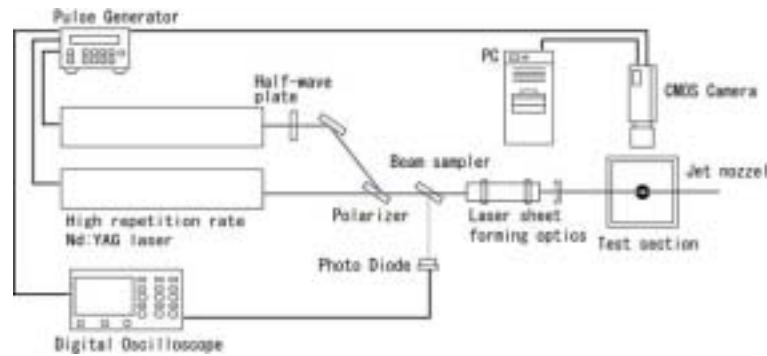 Pulse Generator
PC
CMOS Camera
Half-wave
plate
Beam sampler
Jet nozzel
High repetition rate
Nd:YAG laser
Polarizer
Laser sheet
forming optics
Test section
Photo Diode
Digital Oscilloscope